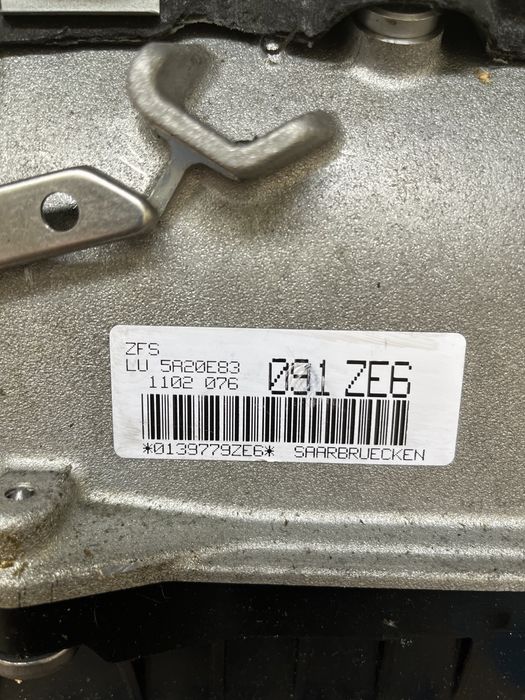 ZFS
LU 5A20E83
1102 076 091 ZE6
*0139779ZE6* SAARBRUECKEN